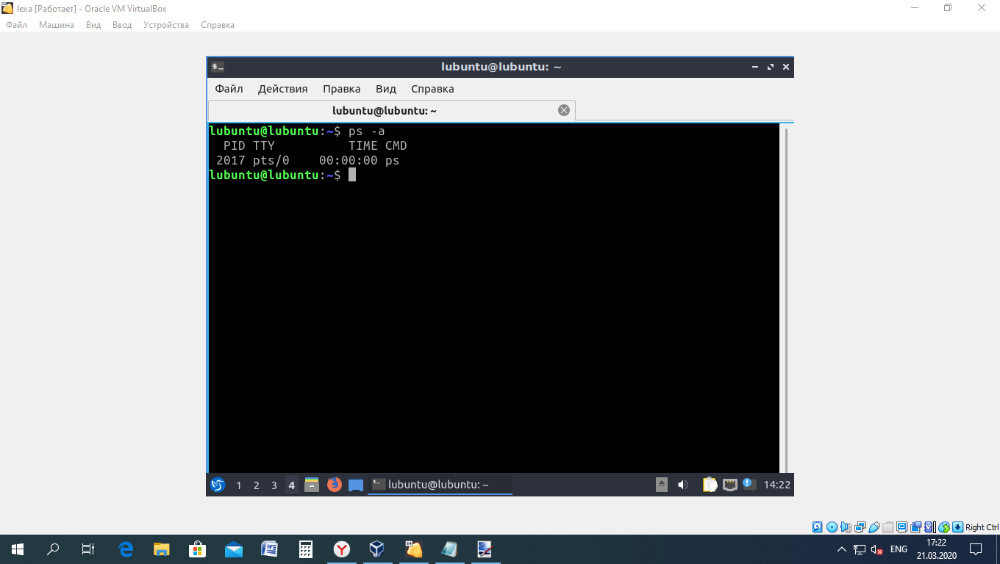 lexa [Работает] - Oracle VM VirtualBox
Файл Машина Вид Ввод Устройства Справка
lubuntu@lubuntu: ~
Файл Действия Правка Вид Справка
lubuntu@lubuntu: ~
lubuntu@lubuntu:~$ ps -a
PID TTY TIME CMD
2017 pts/0 00:00:00 ps
lubuntu@lubuntu:~$
1 2 3 4 lubuntu@lubuntu: ~ 14:22
Right Ctrl
ENG 17:22
21.03.2020